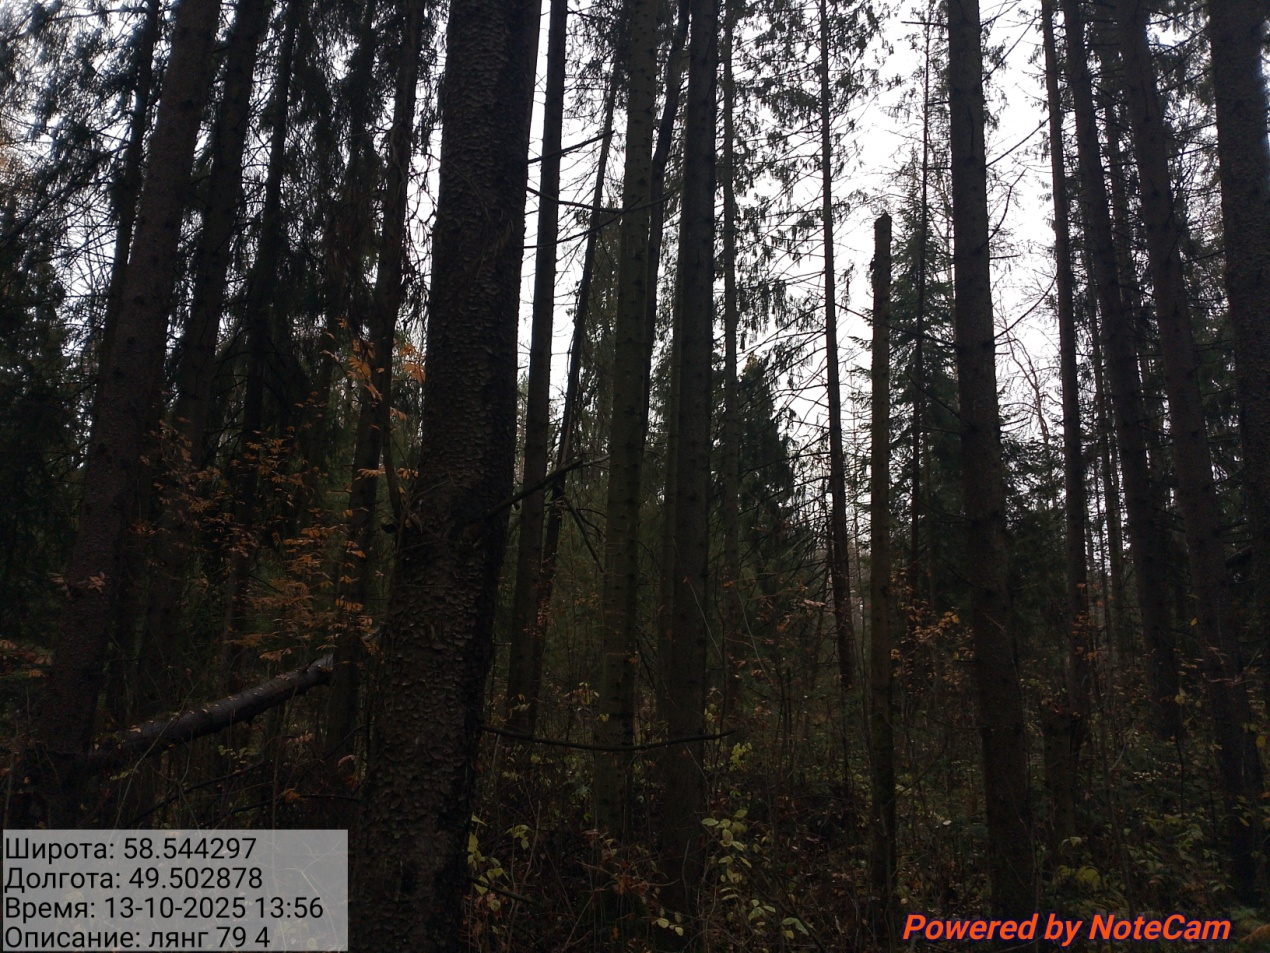 Широта: 58.544297
Долгота: 49.502878
Время: 13-10-2025 13:56
Описание: лянг 79 4
Powered by NoteCam